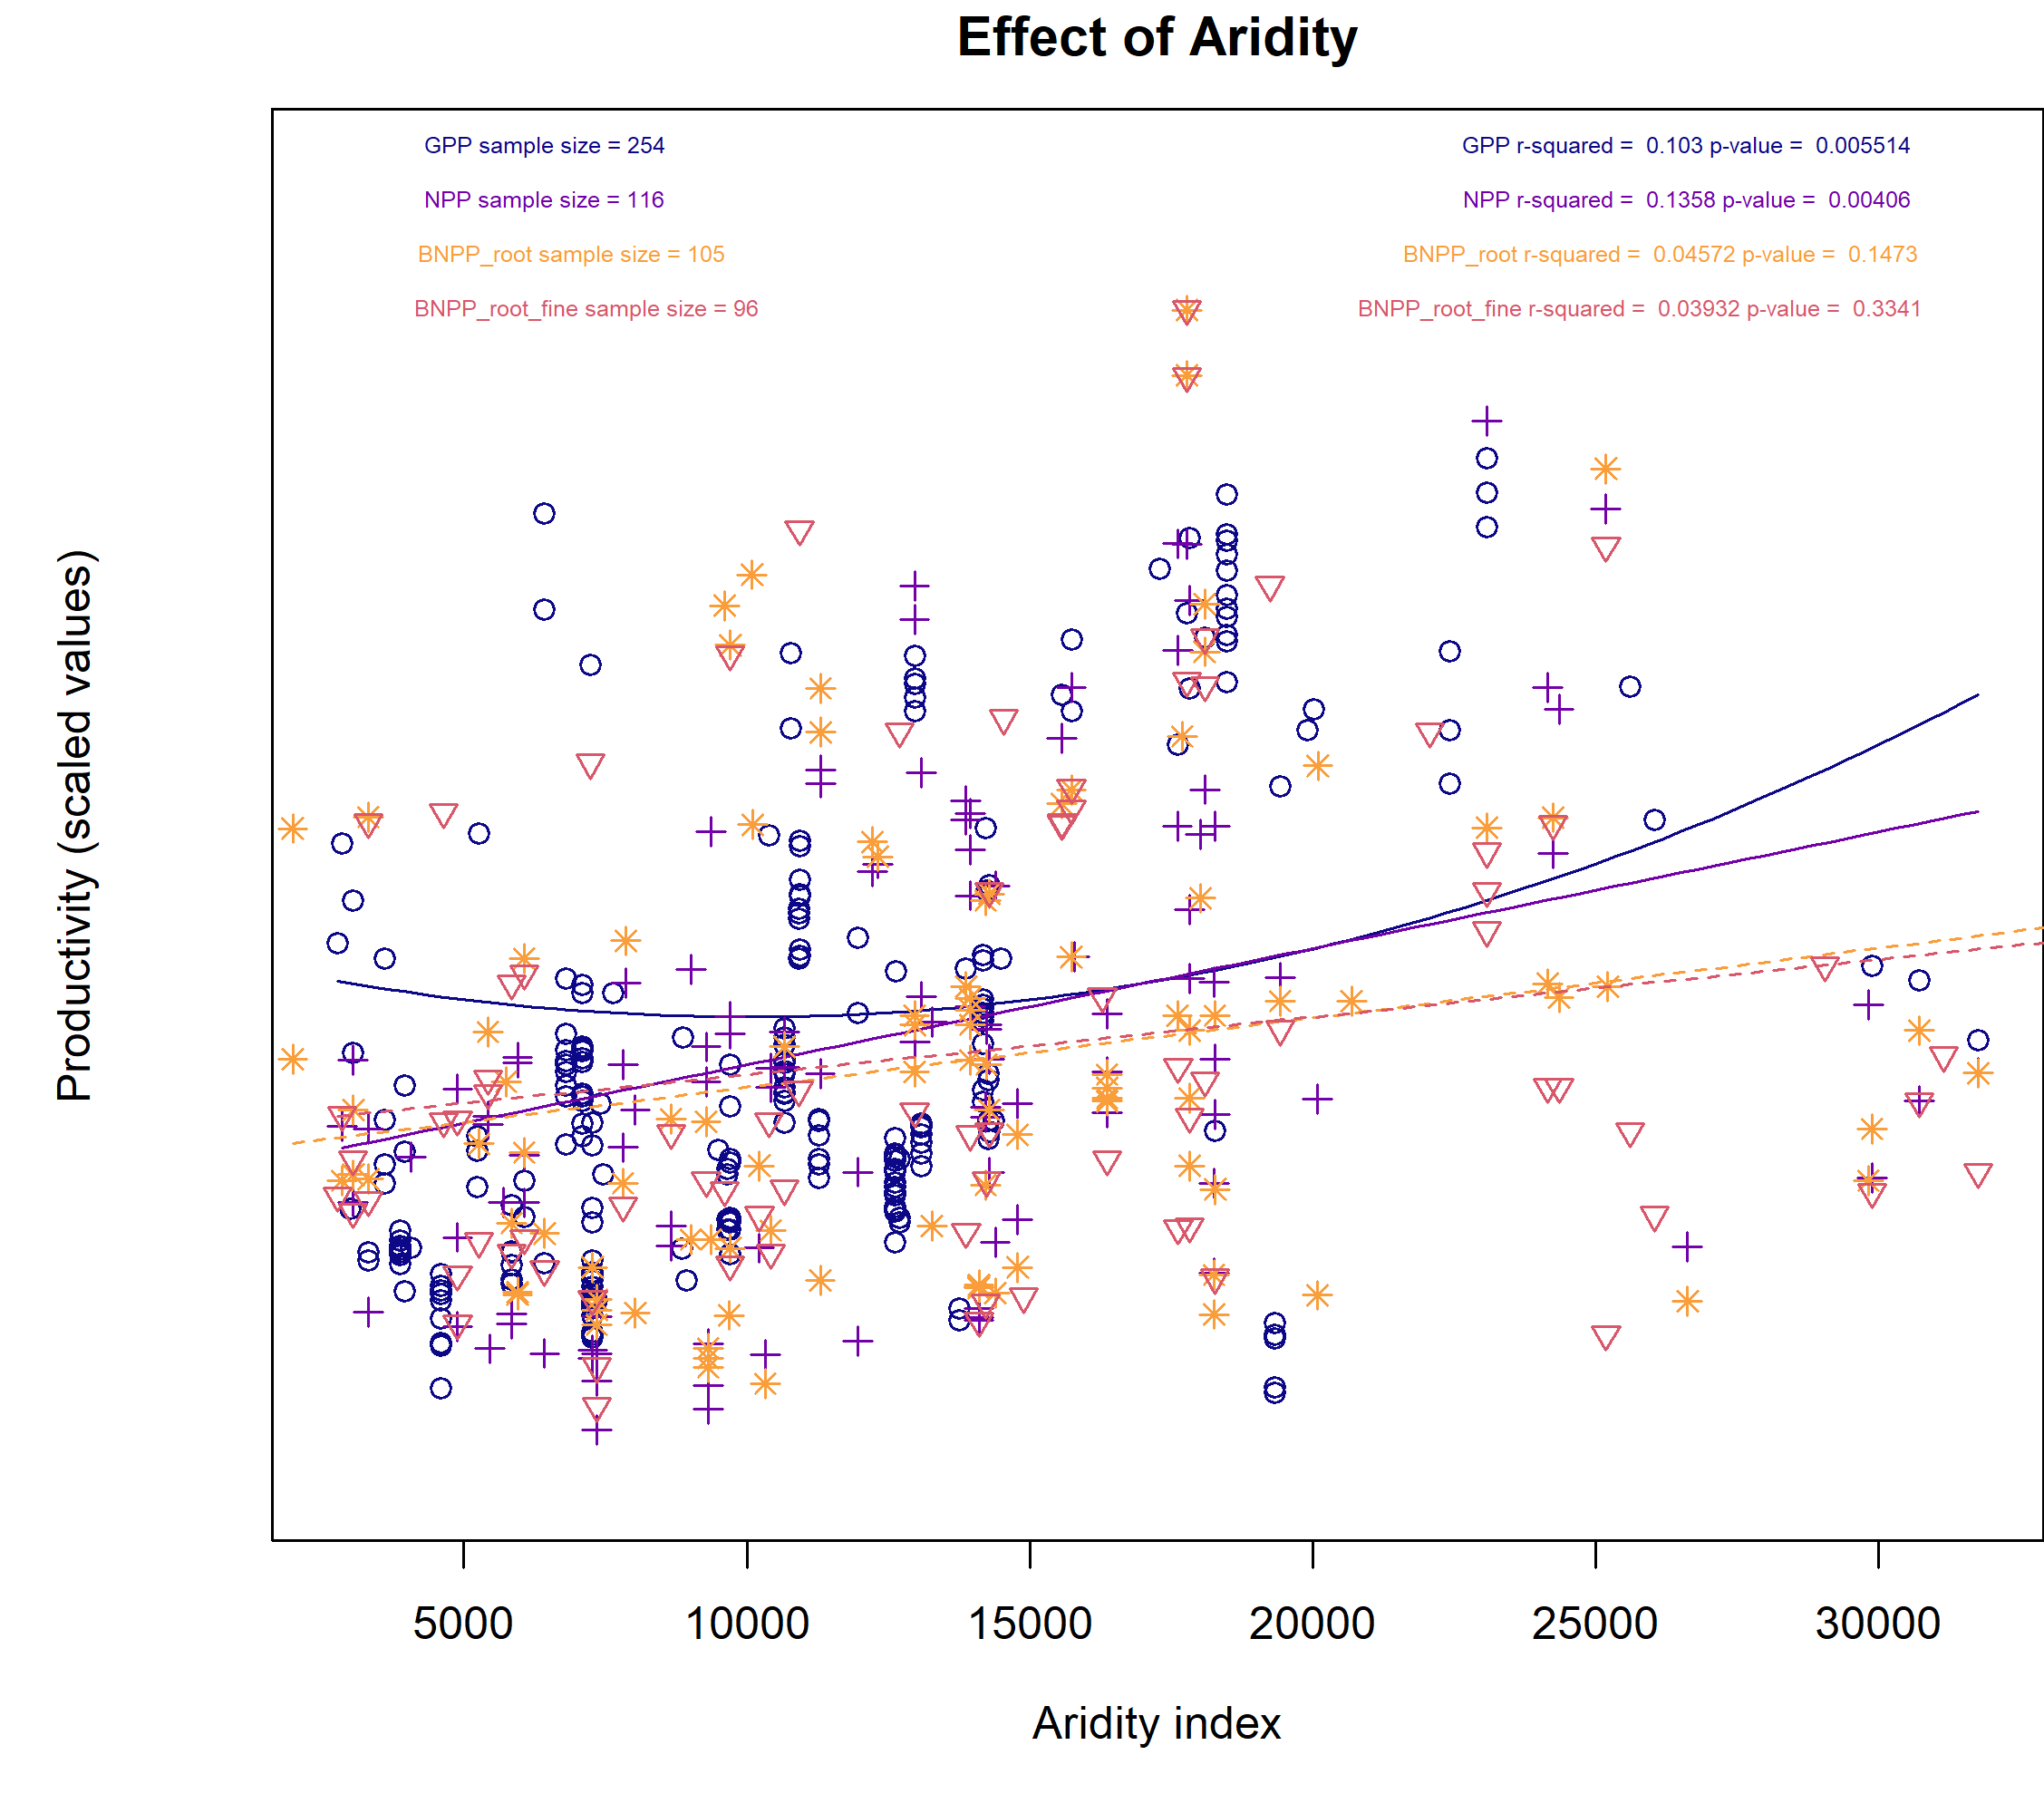 Effect of Aridity
GPP sample size = 254
GPP r-squared =  0.103 p-value =  0.005514
NPP sample size = 116
NPP r-squared =  0.1358 p-value =  0.00406
BNPP_root sample size = 105
BNPP_root r-squared =  0.04572 p-value =  0.1473
BNPP_root_fine sample size = 96
BNPP_root_fine r-squared =  0.03932 p-value =  0.3341
Productivity (scaled values)
5000 10000 15000 20000 25000 30000
Aridity index